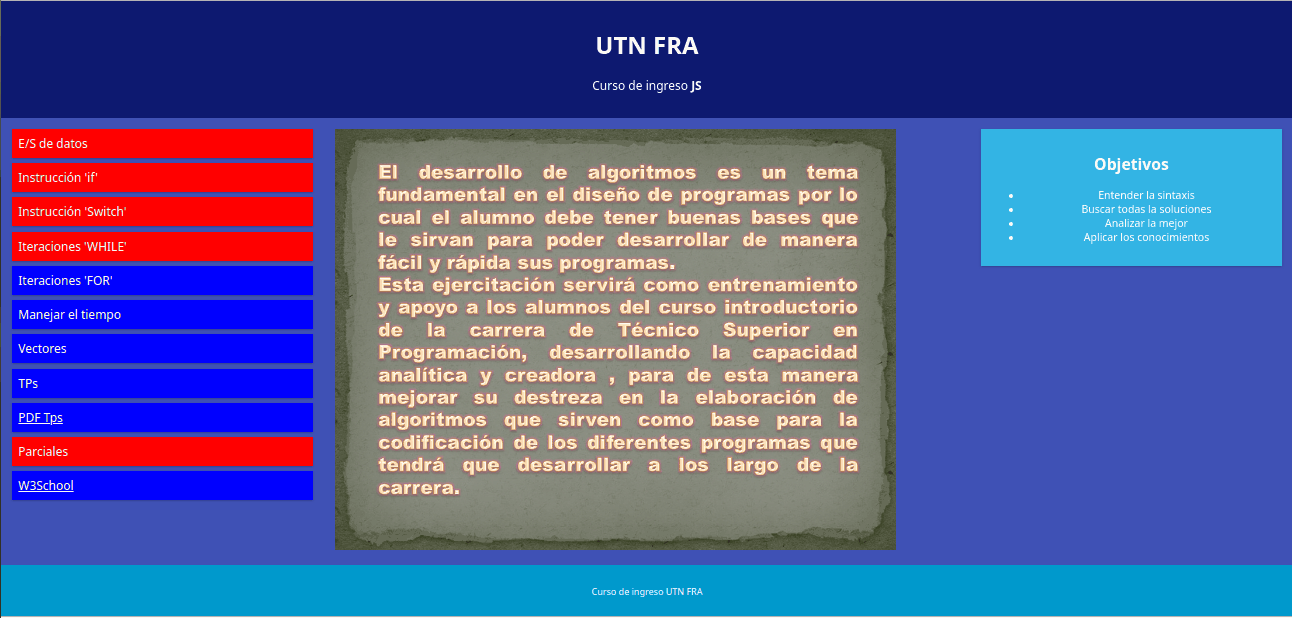 UTN FRA
Curso de ingreso JS
E/S de datos
Instrucción 'if'
Instrucción 'Switch'
Iteraciones 'WHILE'
Iteraciones 'FOR'
Manejar el tiempo
Vectores
TPs
PDF Tps
Parciales
W3School
El desarrollo de algoritmos es un tema
fundamental en el diseño de programas por lo
cual el alumno debe tener buenas bases que
le sirvan para poder desarrollar de manera
fácil y rápida sus programas.
Esta ejercitación servirá como entrenamiento
y apoyo a los alumnos del curso introductorio
de la carrera de Técnico Superior en
Programación, desarrollando la capacidad
analítica y creadora , para de esta manera
mejorar su destreza en la elaboración de
algoritmos que sirven como base para la
codificación de los diferentes programas que
tendrá que desarrollar a los largo de la
carrera.
Objetivos
Entender la sintaxis
Buscar todas la soluciones
Analizar la mejor
Aplicar los conocimientos
Curso de ingreso UTN FRA